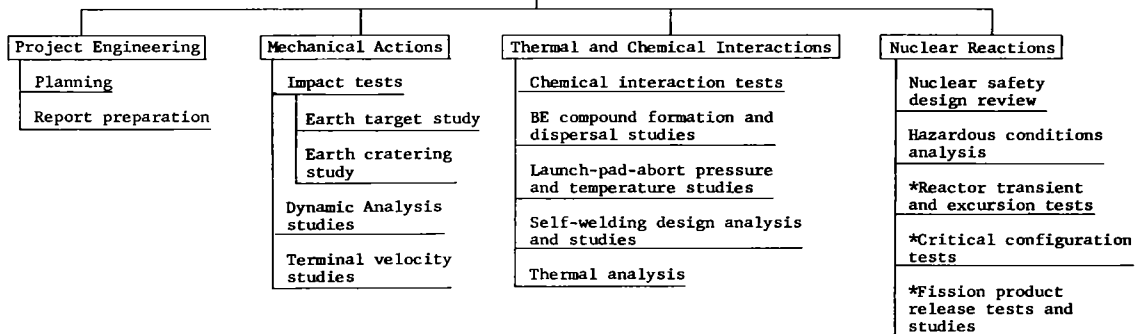 Project Engineering
Planning
Report preparation
Mechanical Actions
Impact tests
Earth target study
Earth cratering
study
Dynamic Analysis
studies
Terminal velocity
studies
Thermal and Chemical Interactions
Chemical interaction tests
BE compound formation and
dispersal studies
Launch-pad-abort pressure
and temperature studies
Self-welding design analysis
and studies
Thermal analysis
Nuclear Reactions
Nuclear safety
design review
Hazardous conditions
analysis
*Reactor transient
and excursion tests
*Critical configuration
tests
*Fission product
release tests and
studies